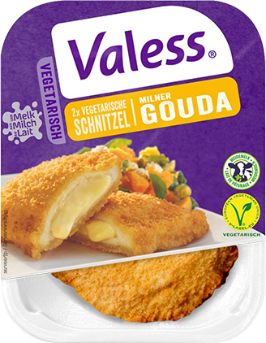 Valess®
VEGETARISCH
2x VEGETARISCHE
SCHNITZEL
MILNER
GOUDA
Melk
Milch
Lait
VEGETARISCH